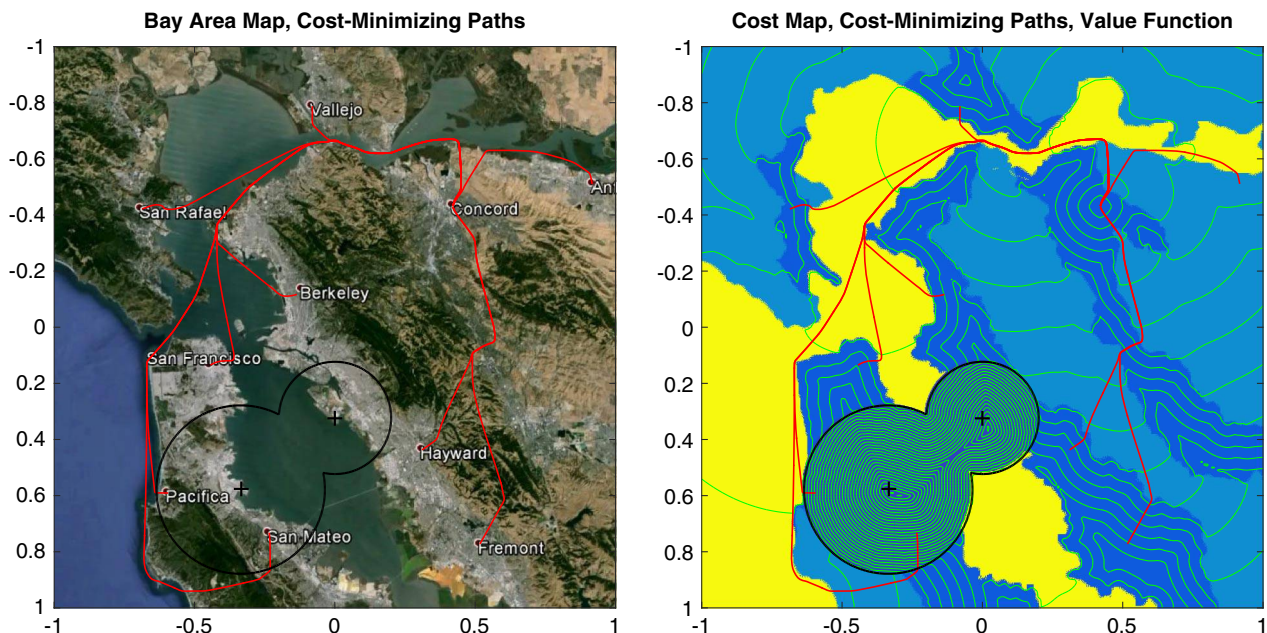 Bay Area Map, Cost-Minimizing Paths
Cost Map, Cost-Minimizing Paths, Value Function
-1
-0.8
-0.6
-0.4
-0.2
0
0.2
0.4
0.6
0.8
1
-1
-0.5
0
0.5
1
Vallejo
Ant
San Rafael
Concord
Berkeley
San Francisco
Hayward
Pacifica
San Mateo
Fremont
-1
-0.8
-0.6
-0.4
-0.2
0
0.2
0.4
0.6
0.8
1
-1
-0.5
0
0.5
1